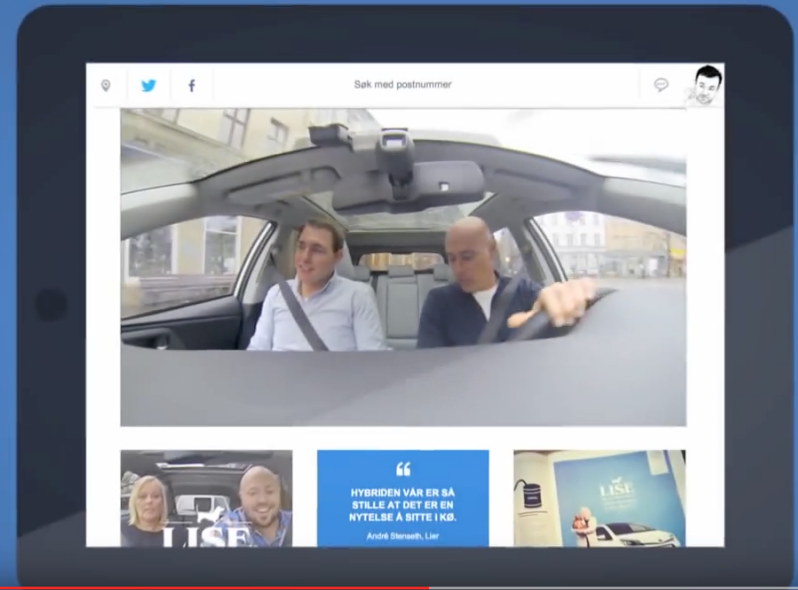 Søk med postnummer
LISE
“
HYBRIDEN VÅR ER SÅ
STILLE AT DET ER EN
NYTELSE Å SITTE I KØ.
André Stenseth, Lier
LISE